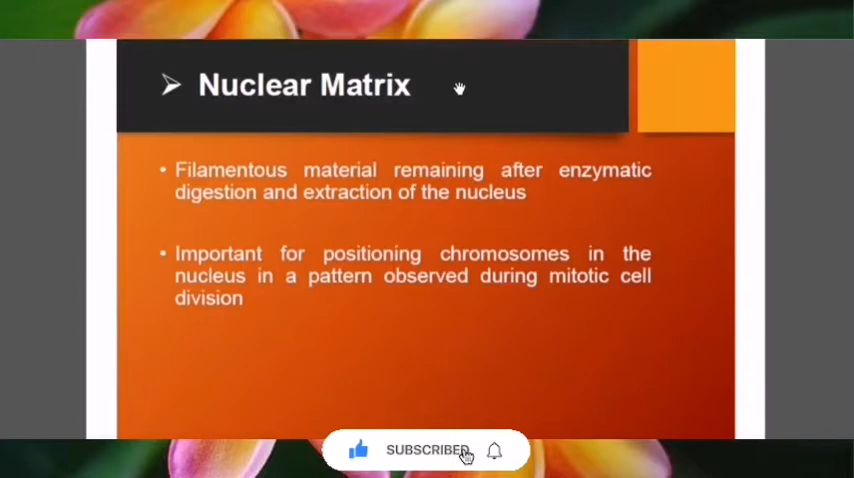 Nuclear Matrix
• Filamentous material remaining after enzymatic
digestion and extraction of the nucleus
• Important for positioning chromosomes in the
nucleus in a pattern observed during mitotic cell
division
SUBSCRIBED